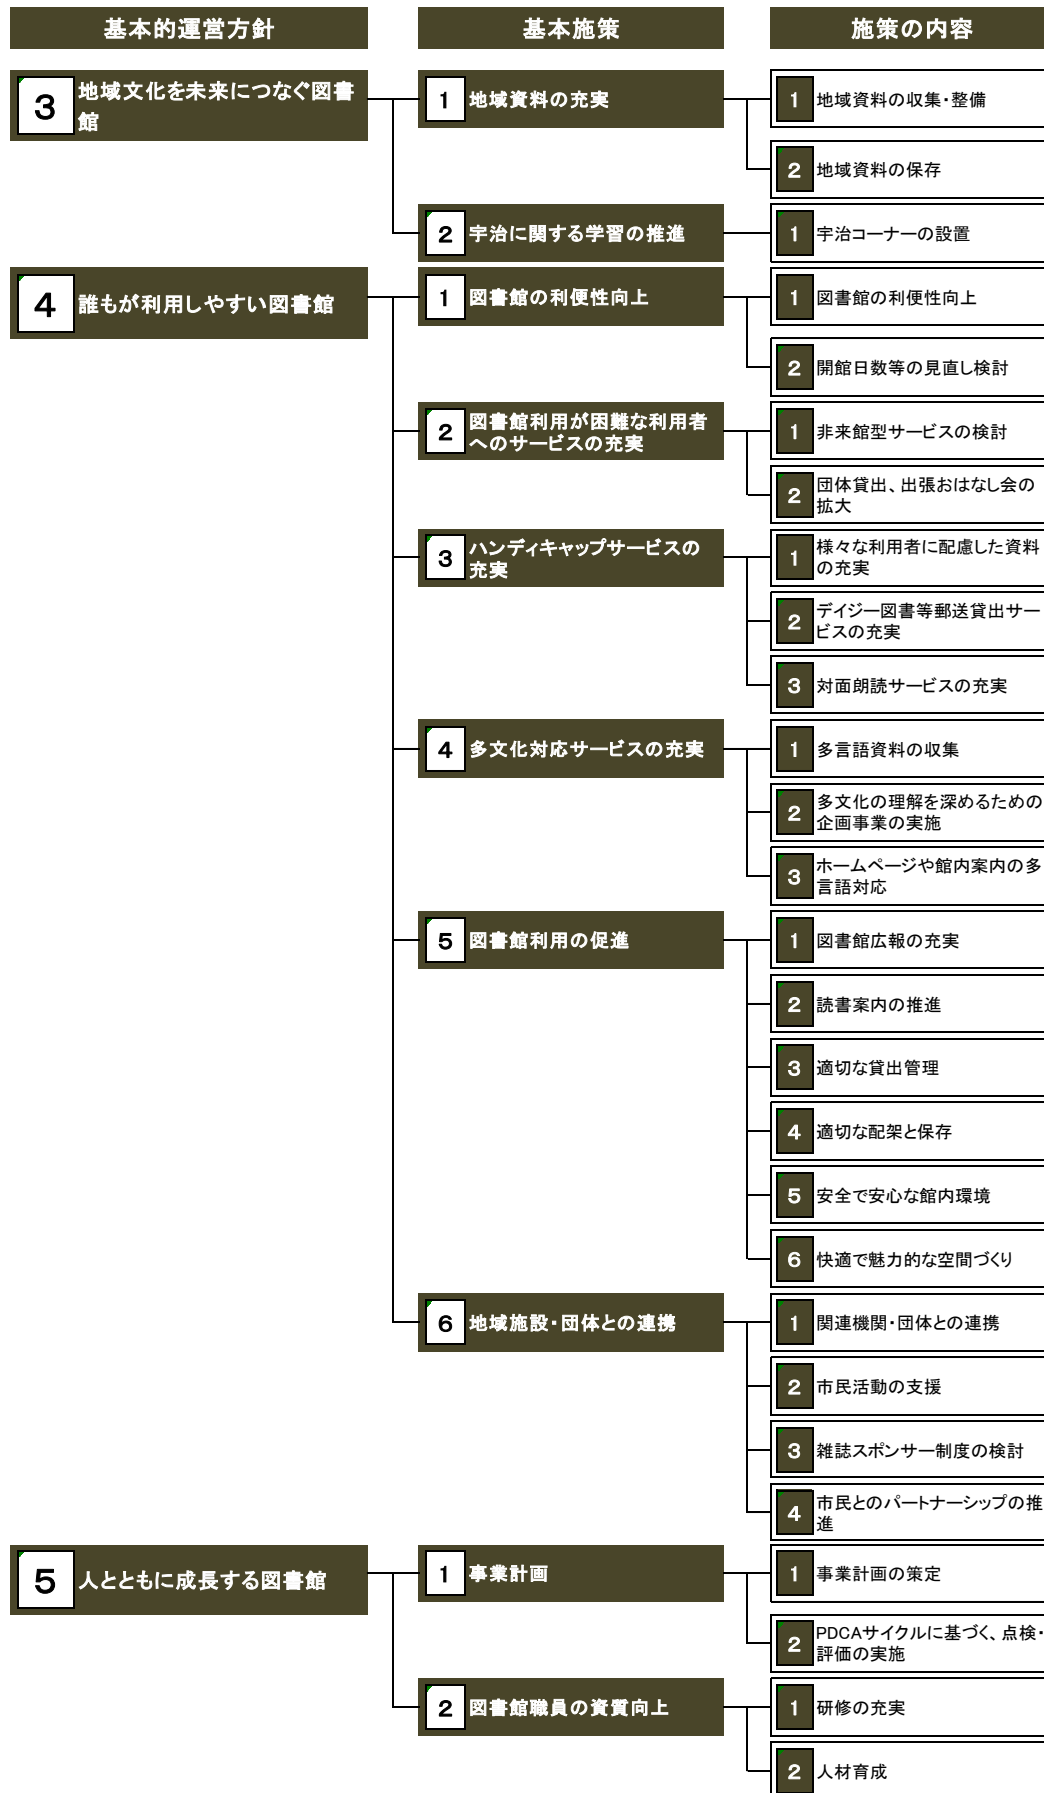 基本的運営方針
基本施策
施策の内容
3 地域文化を未来につなぐ図書
館
1 地域資料の充実
1 地域資料の収集・整備
2 地域資料の保存
2 宇治に関する学習の推進
1 宇治コーナーの設置
4 誰もが利用しやすい図書館
1 図書館の利便性向上
1 図書館の利便性向上
2 開館日数等の見直し検討
2 図書館利用が困難な利用者
へのサービスの充実
1 非来館型サービスの検討
2 団体貸出、出張おはなし会の
拡大
3 ハンディキャップサービスの
充実
1 様々な利用者に配慮した資料
の充実
2 デイジー図書等郵送貸出サー
ビスの充実
3 対面朗読サービスの充実
4 多文化対応サービスの充実
1 多言語資料の収集
2 多文化の理解を深めるための
企画事業の実施
3 ホームページや館内案内の多
言語対応
5 図書館利用の促進
1 図書館広報の充実
2 読書案内の推進
3 適切な貸出管理
4 適切な配架と保存
5 安全で安心な館内環境
6 快適で魅力的な空間づくり
6 地域施設・団体との連携
1 関連機関・団体との連携
2 市民活動の支援
3 雑誌スポンサー制度の検討
4 市民とのパートナーシップの推
進
5 人とともに成長する図書館
1 事業計画
1 事業計画の策定
2 PDCAサイクルに基づく、点検・
評価の実施
2 図書館職員の資質向上
1 研修の充実
2 人材育成